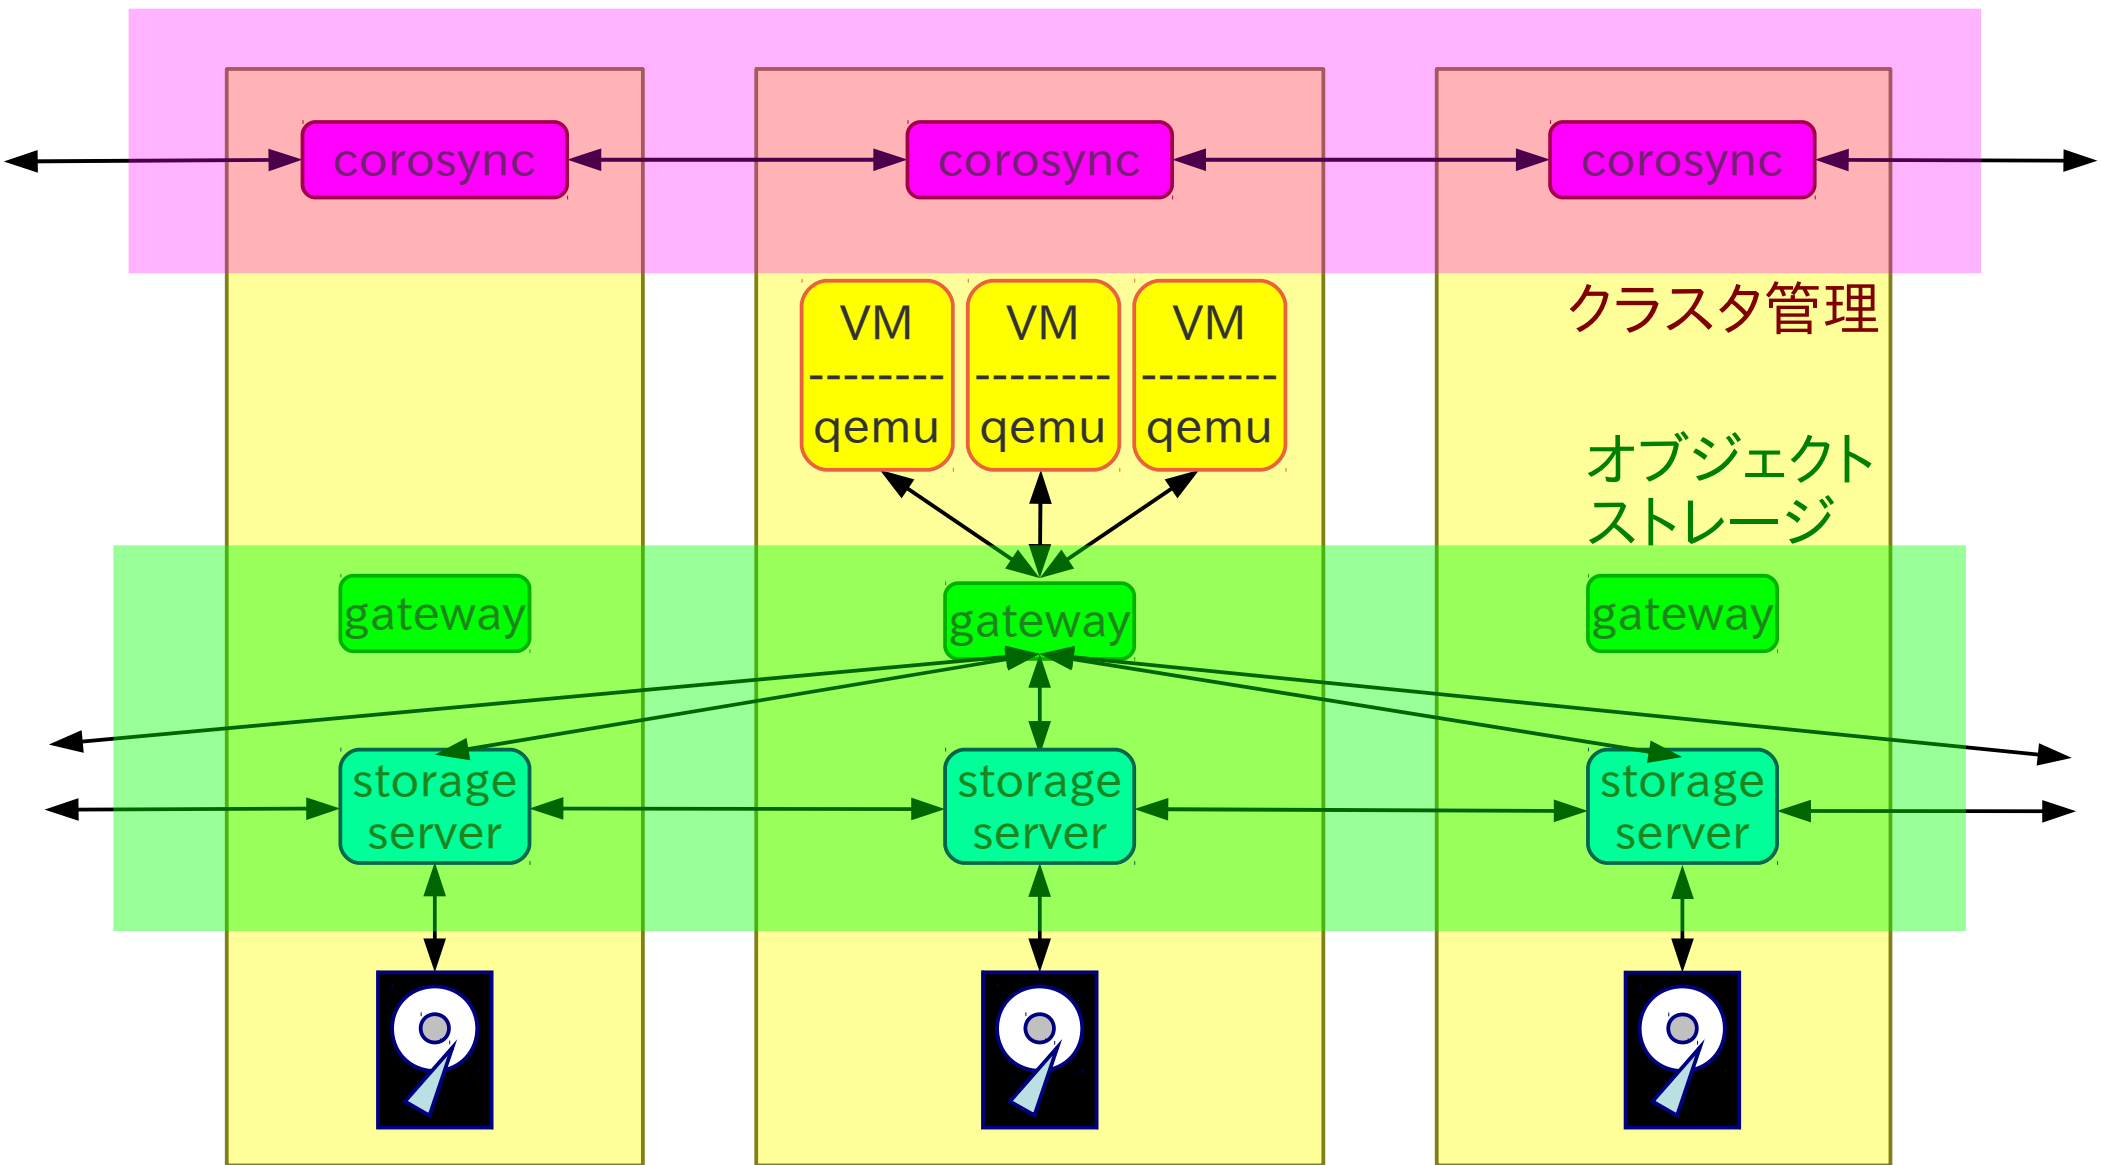 corosync
corosync
corosync
VM
---------
qemu
VM
---------
qemu
VM
---------
qemu
クラスタ管理
オブジェクト
ストレージ
gateway
gateway
gateway
storage
server
storage
server
storage
server